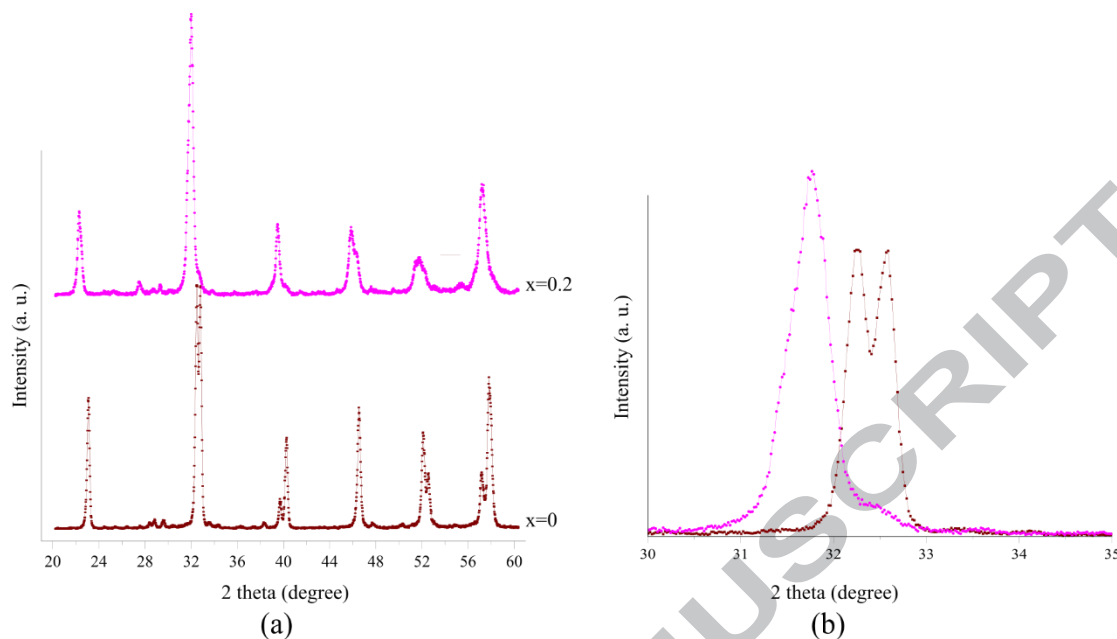 Intensity (a. u.)
x=0.2
x=0
20 24 28 32 36 40 44 48 52 56 60
2 theta (degree)
(a)
Intensity (a. u.)
30 31 32 33 34 35
2 theta (degree)
(b)
USCRIPT